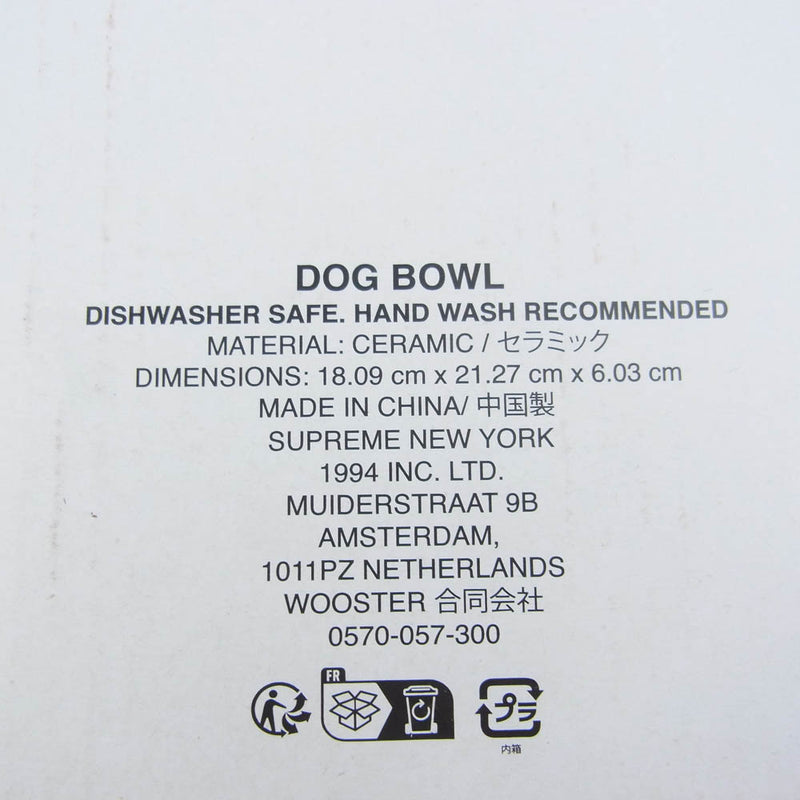 DOG BOWL
DISHWASHER SAFE. HAND WASH RECOMMENDED
MATERIAL: CERAMIC / セラミック
DIMENSIONS: 18.09 cm x 21.27 cm x 6.03 cm
MADE IN CHINA/ 中国製
SUPREME NEW YORK
1994 INC. LTD.
MUIDERSTRAAT 9B
AMSTERDAM,
1011PZ NETHERLANDS
WOOSTER 合同会社
0570-057-300
FR
プラ
内箱